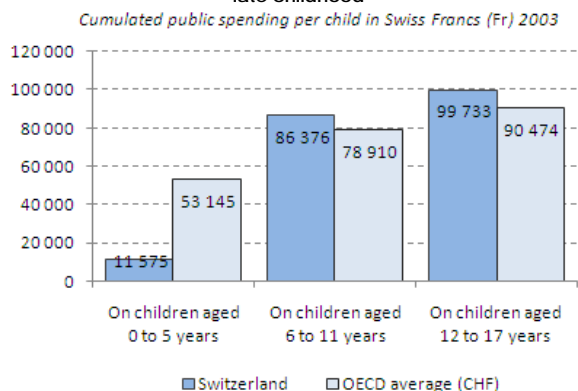 late childhood
Cumulated public spending per child in Swiss Francs (Fr) 2003
120 000
100 000
80 000
60 000
40 000
20 000
0
11 575
53 145
86 376
78 910
99 733
90 474
On children aged
0 to 5 years
On children aged
6 to 11 years
On children aged
12 to 17 years
Switzerland
OECD average (CHF)